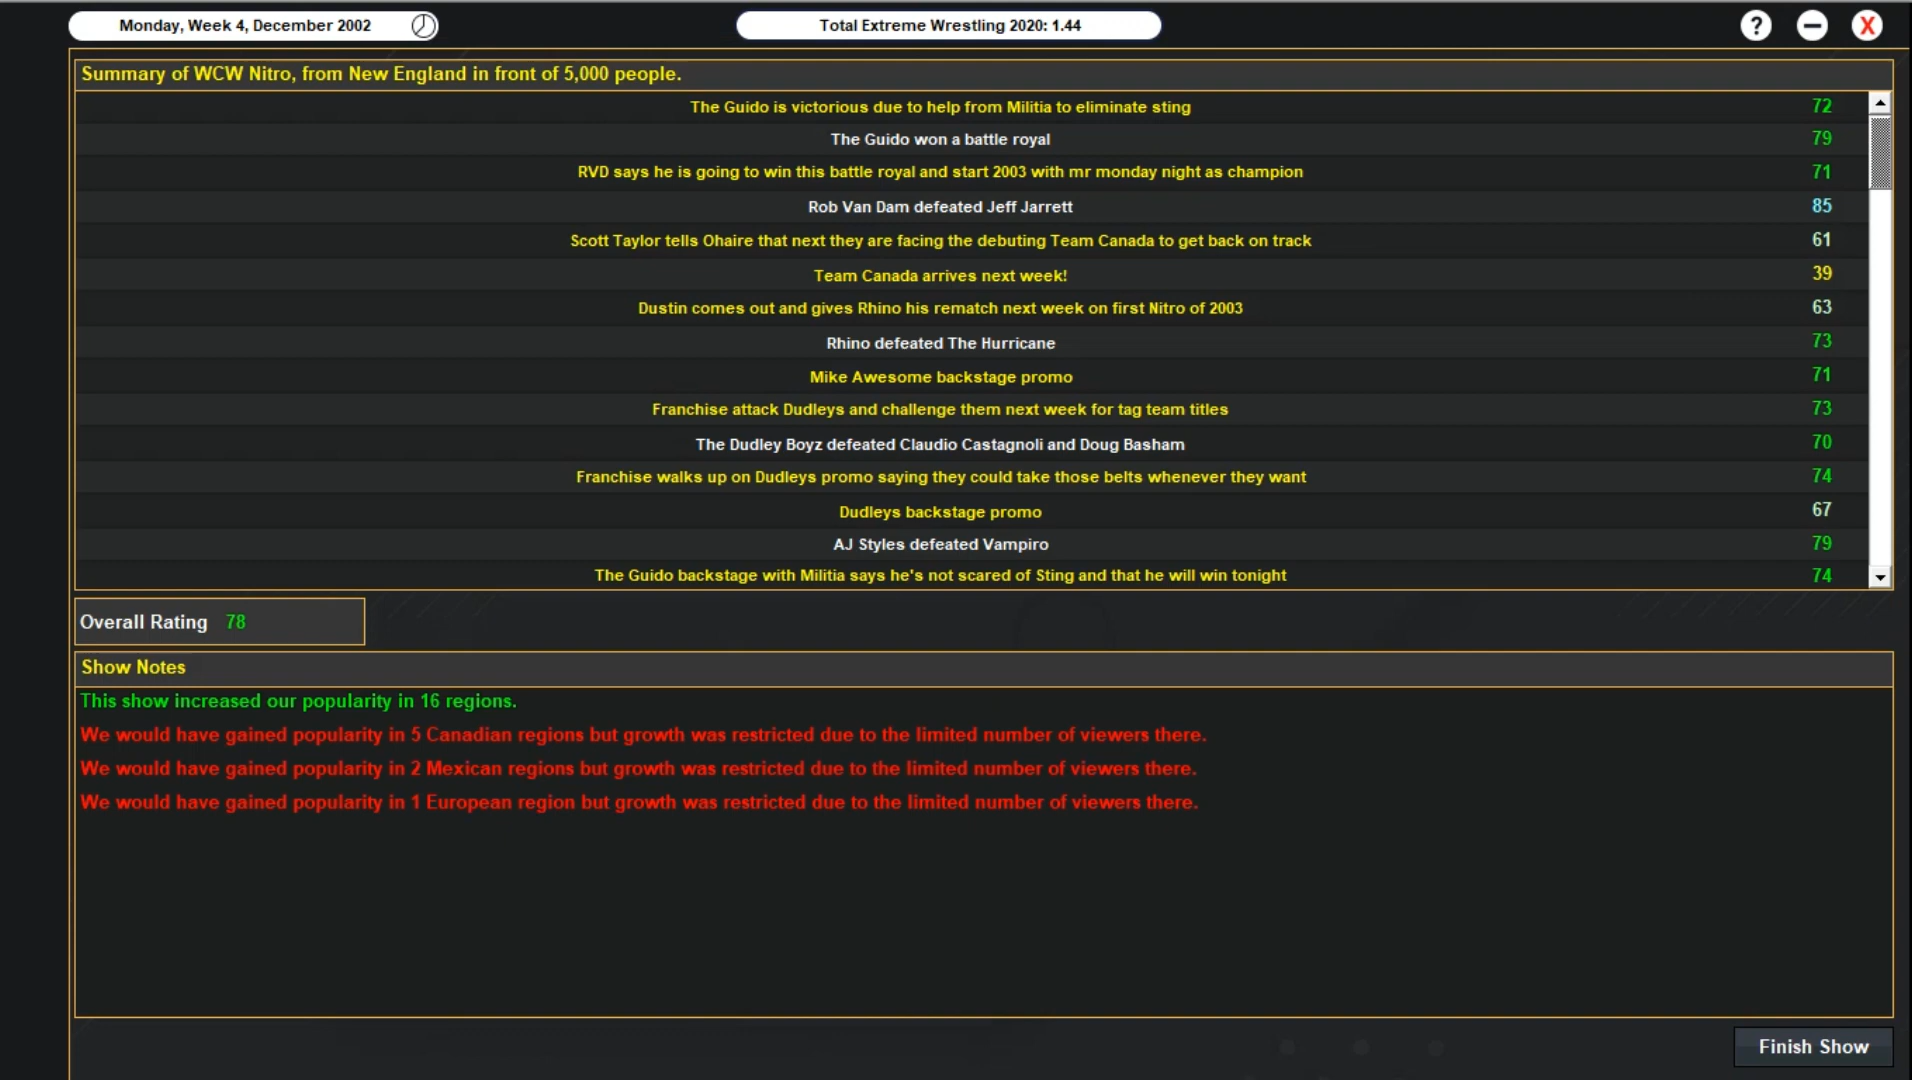 Monday, Week 4, December 2002
Total Extreme Wrestling 2020: 1.44
? – X
Summary of WCW Nitro, from New England in front of 5,000 people.
The Guido is victorious due to help from Militia to eliminate sting 72
The Guido won a battle royal 79
RVD says he is going to win this battle royal and start 2003 with mr monday night as champion 71
Rob Van Dam defeated Jeff Jarrett 85
Scott Taylor tells Ohaire that next they are facing the debuting Team Canada to get back on track 61
Team Canada arrives next week! 39
Dustin comes out and gives Rhino his rematch next week on first Nitro of 2003 63
Rhino defeated The Hurricane 73
Mike Awesome backstage promo 71
Franchise attack Dudleys and challenge them next week for tag team titles 73
The Dudley Boyz defeated Claudio Castagnoli and Doug Basham 70
Franchise walks up on Dudleys promo saying they could take those belts whenever they want 74
Dudleys backstage promo 67
AJ Styles defeated Vampiro 79
The Guido backstage with Militia says he's not scared of Sting and that he will win tonight 74
Overall Rating 78
Show Notes
This show increased our popularity in 16 regions.
We would have gained popularity in 5 Canadian regions but growth was restricted due to the limited number of viewers there.
We would have gained popularity in 2 Mexican regions but growth was restricted due to the limited number of viewers there.
We would have gained popularity in 1 European region but growth was restricted due to the limited number of viewers there.
Finish Show